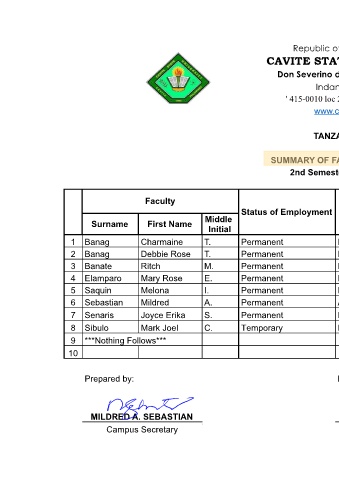 Republic of
CAVITE STAT
Don Severino d
Indan
' 415-0010 loc 2
www.c
TANZA
SUMMARY OF FA
2nd Semest
Faculty
Status of Employment
Surname First Name Middle Initial
1 Banag Charmaine T. Permanent
2 Banag Debbie Rose T. Permanent
3 Banate Ritch M. Permanent
4 Elamparo Mary Rose E. Permanent
5 Saquin Melona I. Permanent
6 Sebastian Mildred A. Permanent
7 Senaris Joyce Erika S. Permanent
8 Sibulo Mark Joel C. Temporary
9 ***Nothing Follows***
10
Prepared by:
MILDRED A. SEBASTIAN
Campus Secretary